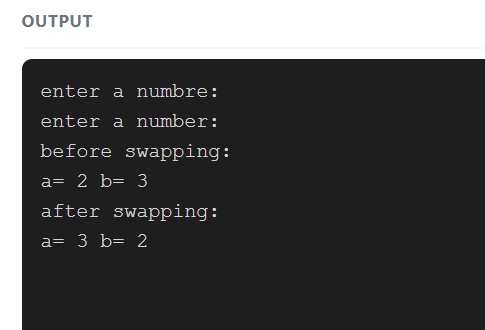 OUTPUT
enter a numbre:
enter a number:
before swapping:
a= 2 b= 3
after swapping:
a= 3 b= 2